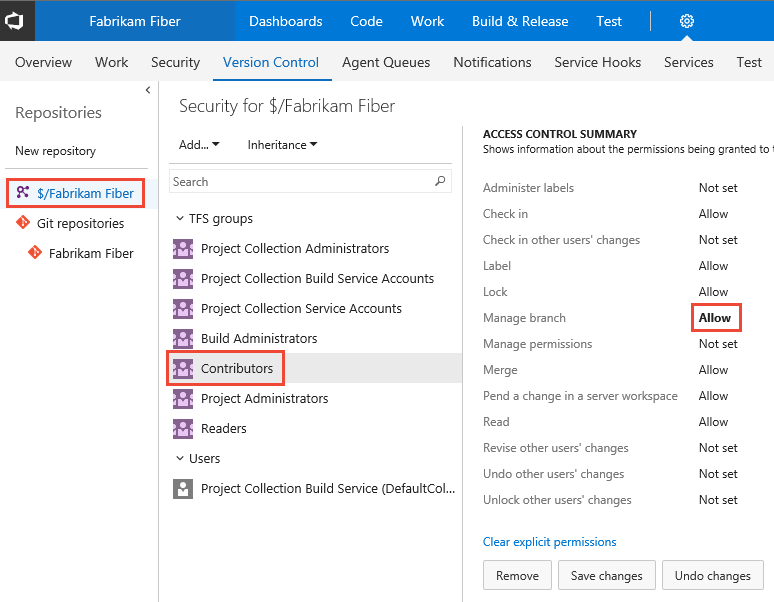 Fabrikam Fiber Dashboards Code Work Build & Release Test
Overview Work Security Version Control Agent Queues Notifications Service Hooks Services Test
Repositories
New repository
$/Fabrikam Fiber
Git repositories
Fabrikam Fiber
Security for $/Fabrikam Fiber
Add... Inheritance
Search
TFS groups
Project Collection Administrators
Project Collection Build Service Accounts
Project Collection Service Accounts
Build Administrators
Contributors
Project Administrators
Readers
Users
Project Collection Build Service (DefaultCol...
ACCESS CONTROL SUMMARY
Shows information about the permissions being granted to
Administer labels Not set
Check in Allow
Check in other users' changes Not set
Label Allow
Lock Allow
Manage branch Allow
Manage permissions Not set
Merge Allow
Pend a change in a server workspace Allow
Read Allow
Revise other users' changes Not set
Undo other users' changes Not set
Unlock other users' changes Not set
Clear explicit permissions
Remove Save changes Undo changes